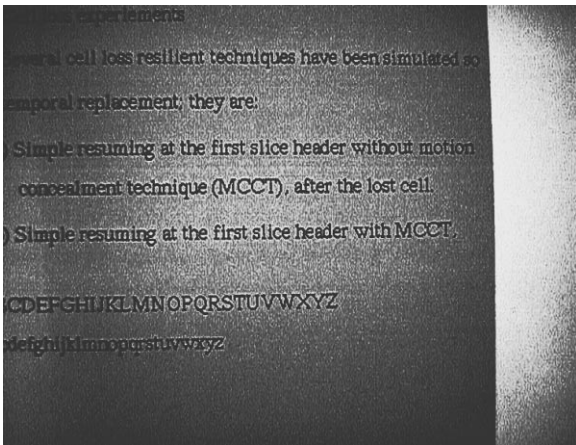 experiements
several cell loss resilient techniques have been simulated so
temporal replacement; they are:
) Simple resuming at the first slice header without motion
concealment technique (MCCT), after the lost cell.
) Simple resuming at the first slice header with MCCT.
CDEFGHIJKLMNOPQRSTUVWXYZ
cdefghijklmnopqrstuvwxyz